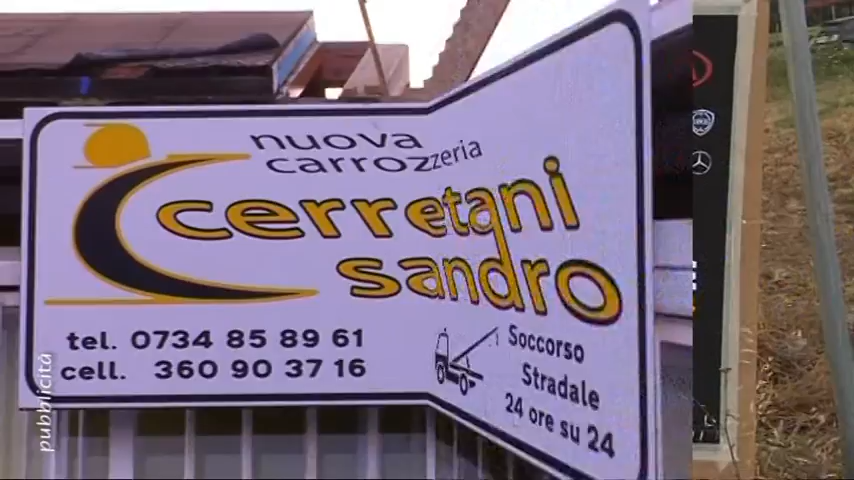 nuova
carrozzeria
cerretani
sandro
tel. 0734 85 89 61
cell. 360 90 37 16
Soccorso
Stradale
24 ore su 24
pubblicità